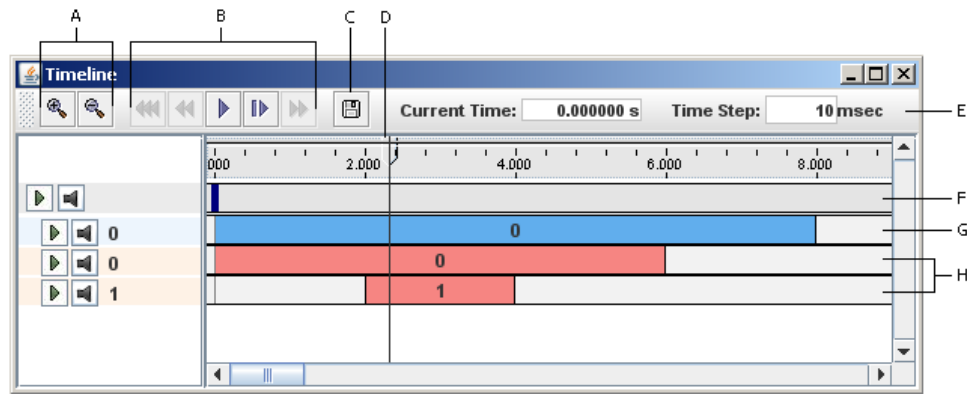 A B C D
Timeline
Current Time: 0.000000 s Time Step: 10 msec E
000 2.000 4.000 6.000 8.000
F
0 0 G
0 0
H
1 1